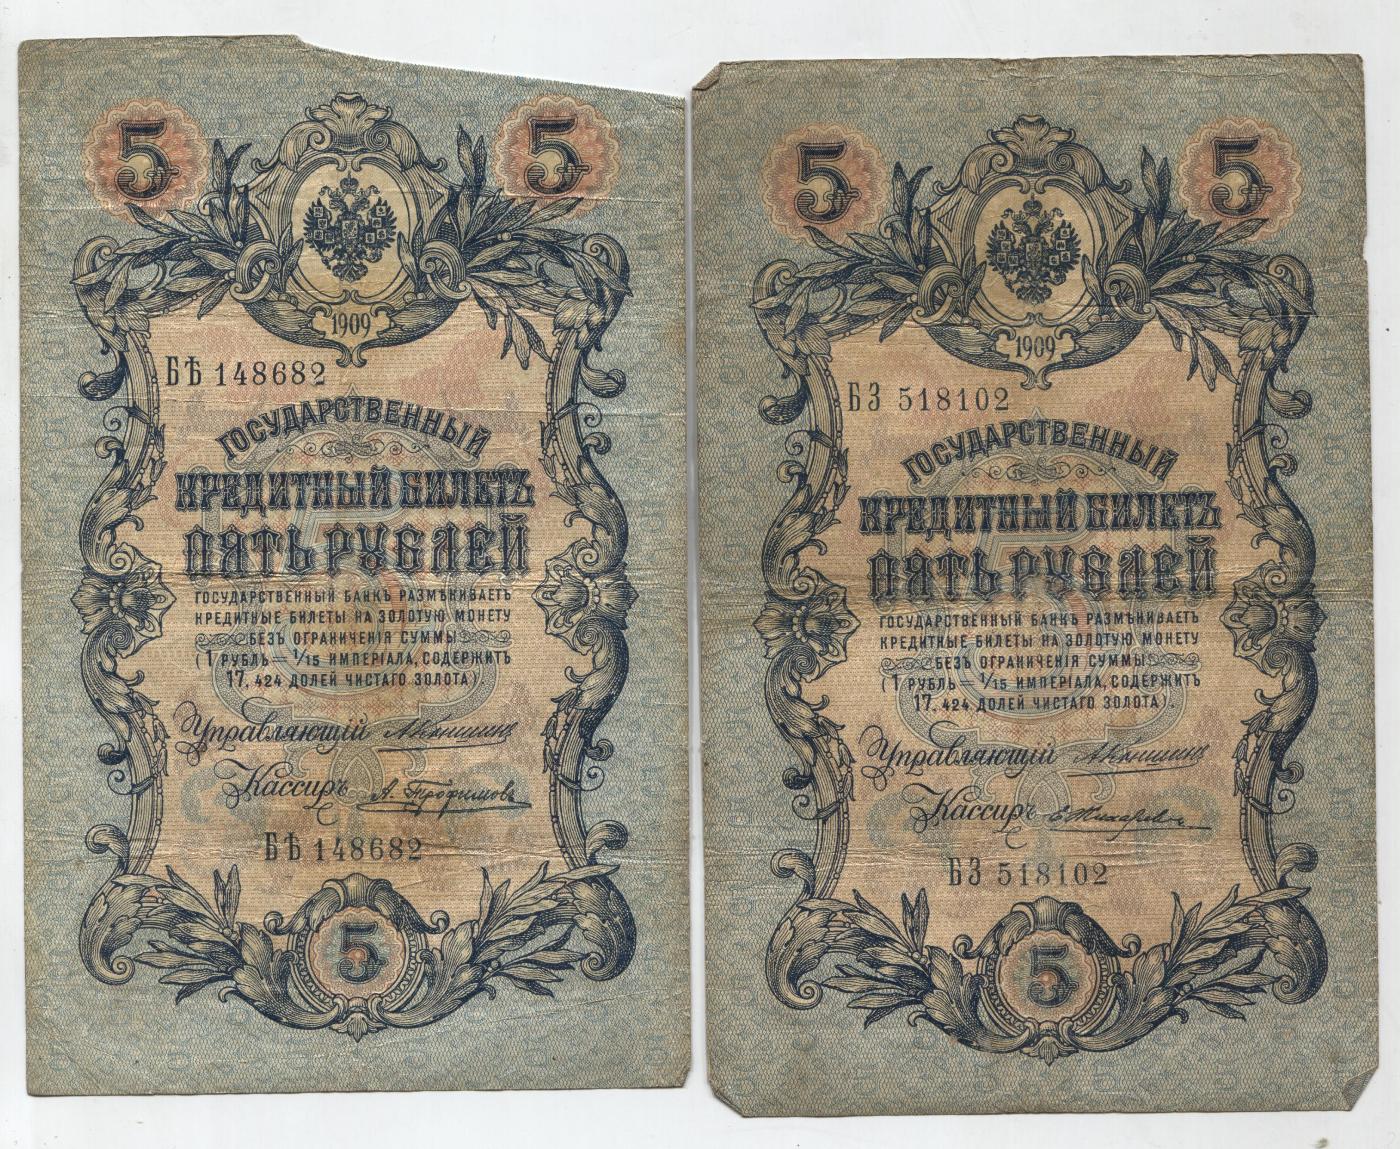 5 5
1909
БѢ 148682
ГОСУДАРСТВЕННЫЙ
КРЕДИТНЫЙ БИЛЕТЪ
ПЯТЬ РУБЛЕЙ
ГОСУДАРСТВЕННЫЙ БАНКЪ РАЗМѢНИВАЕТЪ
КРЕДИТНЫЕ БИЛЕТЫ НА ЗОЛОТУЮ МОНЕТУ
БЕЗЪ ОГРАНИЧЕНІЯ СУММЫ
(1 РУБЛЬ = 1/15 ИМПЕРІАЛА, СОДЕРЖИТЪ
17,424 ДОЛЕЙ ЧИСТАГО ЗОЛОТА).
Управляющій АКоншинъ
Кассиръ А. Трофимовъ
БѢ 148682
5
5 5
1909
БЗ 518102
ГОСУДАРСТВЕННЫЙ
КРЕДИТНЫЙ БИЛЕТЪ
ПЯТЬ РУБЛЕЙ
ГОСУДАРСТВЕННЫЙ БАНКЪ РАЗМѢНИВАЕТЪ
КРЕДИТНЫЕ БИЛЕТЫ НА ЗОЛОТУЮ МОНЕТУ
БЕЗЪ ОГРАНИЧЕНІЯ СУММЫ
(1 РУБЛЬ = 1/15 ИМПЕРІАЛА, СОДЕРЖИТЪ
17,424 ДОЛЕЙ ЧИСТАГО ЗОЛОТА).
Управляющій АКоншинъ
Кассиръ
БЗ 518102
5